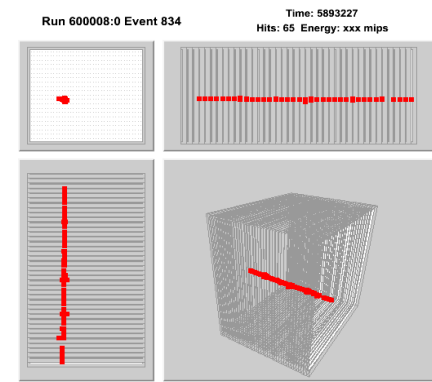 Run 600008:0 Event 834
Time: 5893227
Hits: 65 Energy: xxx mips